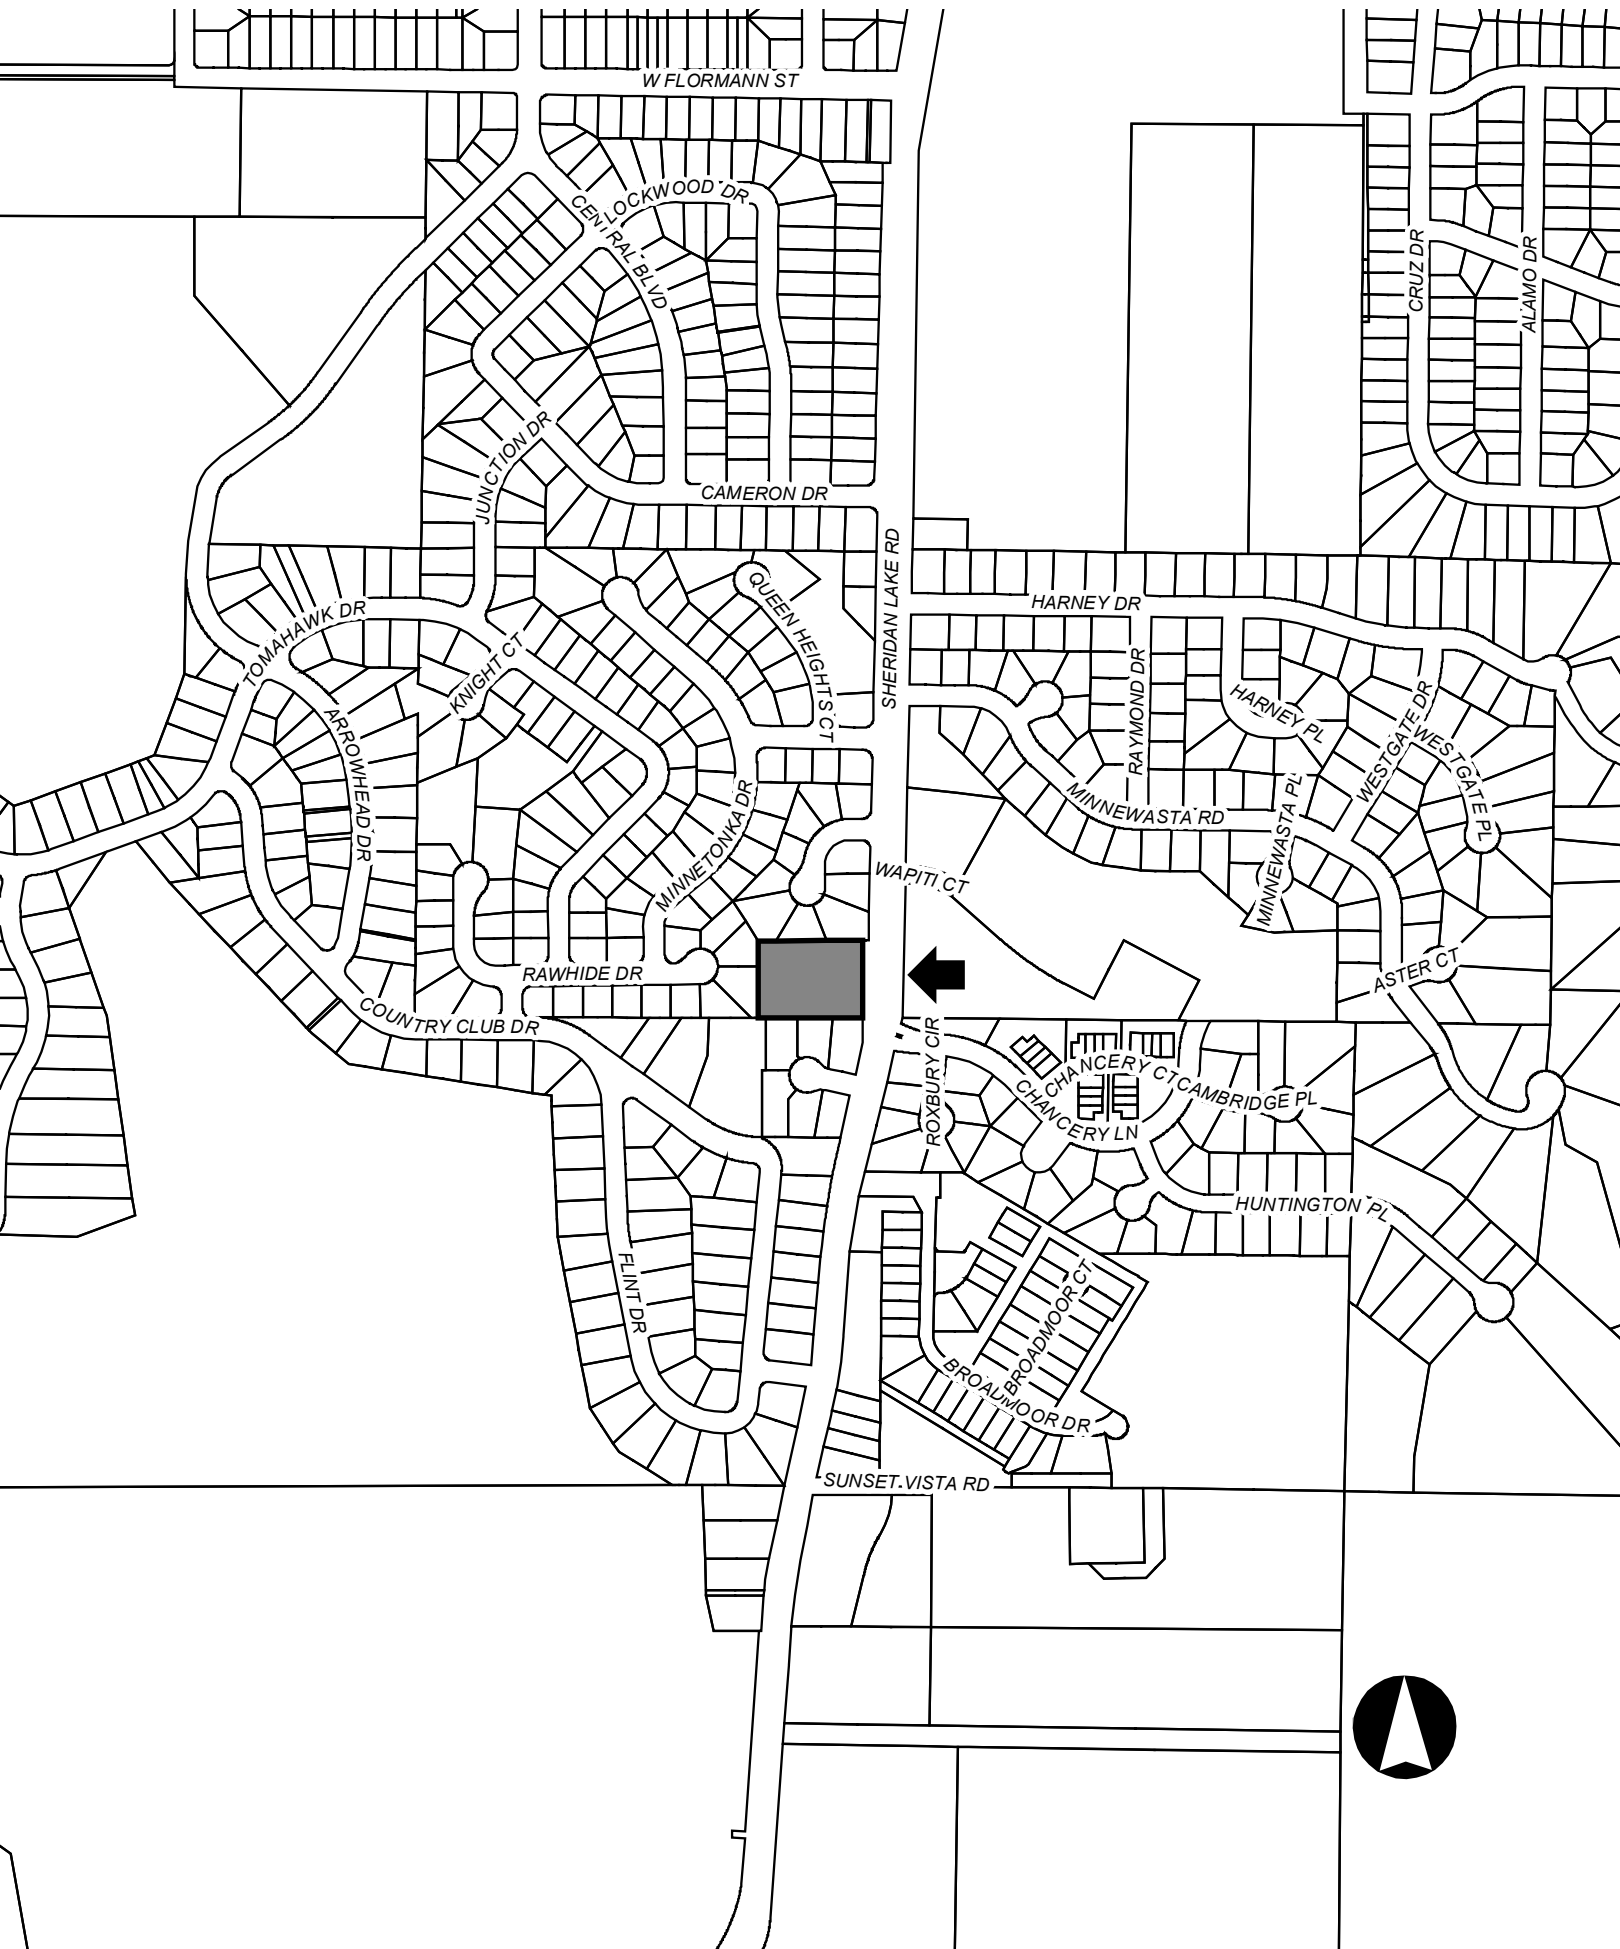 W FLORMANN ST
LOCKWOOD DR
CENTRAL BLVD
CRUZ DR
ALAMO DR
JUNCTION DR
CAMERON DR
SHERIDAN LAKE RD
QUEEN HEIGHTS CT
HARNEY DR
TOMAHAWK DR
KNIGHT CT
RAYMOND DR
HARNEY PL
WESTGATE DR
WESTGATE PL
ARROWHEAD DR
MINNETONKA DR
MINNEWASTA RD
MINNEWASTA PL
WAPITI CT
RAWHIDE DR
ASTER CT
COUNTRY CLUB DR
ROXBURY CIR
CHANCERY CT
CAMBRIDGE PL
CHANCERY LN
HUNTINGTON PL
FLINT DR
BROADMOOR CT
BROADMOOR DR
SUNSET VISTA RD